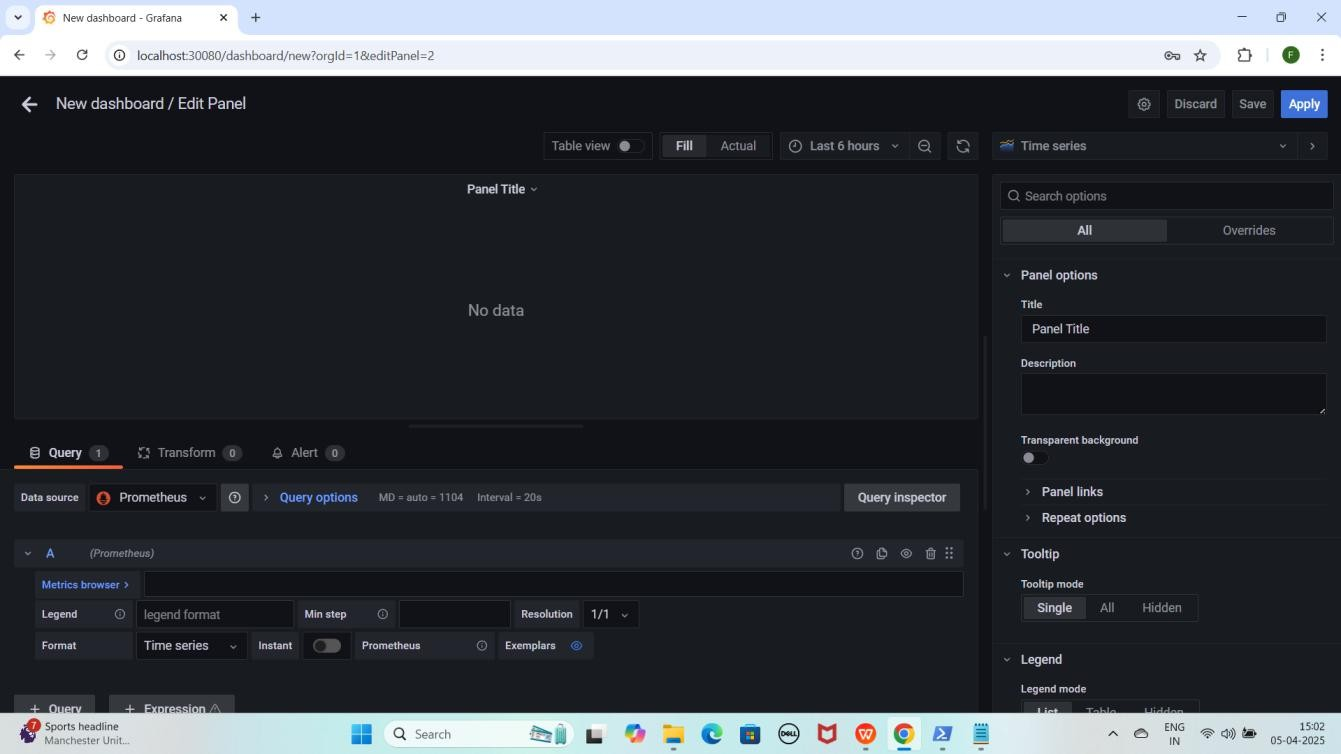 New dashboard - Grafana
localhost:30080/dashboard/new?orgId=1&editPanel=2
F
New dashboard / Edit Panel
Discard
Save
Apply
Table view
Fill
Actual
Last 6 hours
Time series
Panel Title
Search options
All
Overrides
Panel options
Title
Panel Title
No data
Description
Transparent background
Query 1
Transform 0
Alert 0
Data source
Prometheus
Query options
MD = auto = 1104
Interval = 20s
Query inspector
Panel links
Repeat options
A
(Prometheus)
Tooltip
Metrics browser >
Tooltip mode
Legend
legend format
Min step
Resolution
1/1
Single
All
Hidden
Format
Time series
Instant
Prometheus
Exemplars
Legend
Legend mode
+ Query
+ Expression
List
Table
Hidden
7
Sports headline
Manchester Unit...
Search
DELL
W
ENG
IN
15:02
05-04-2025